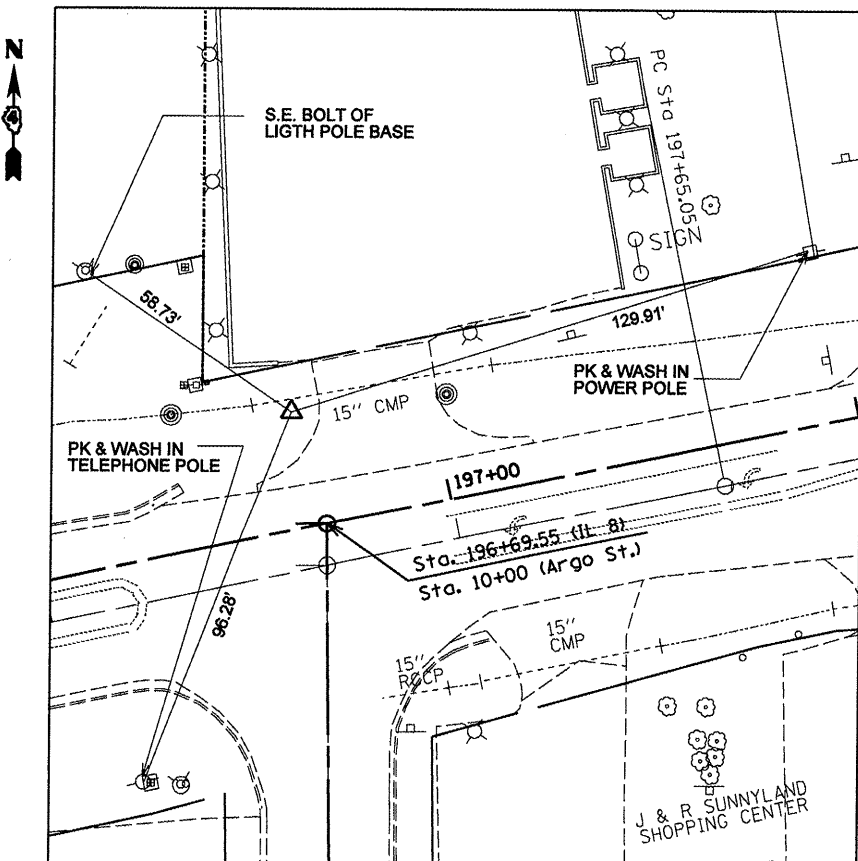 N
4
S.E. BOLT OF
LIGTH POLE BASE
PC Sta 197+65.05
SIGN
58.73'
129.91'
PK & WASH IN
POWER POLE
15" CMP
PK & WASH IN
TELEPHONE POLE
197+00
Sta. 196+69.55 (IL 8)
Sta. 10+00 (Argo St.)
96.28'
15"
CMP
15"
RCCP
J & R SUNNYLAND
SHOPPING CENTER